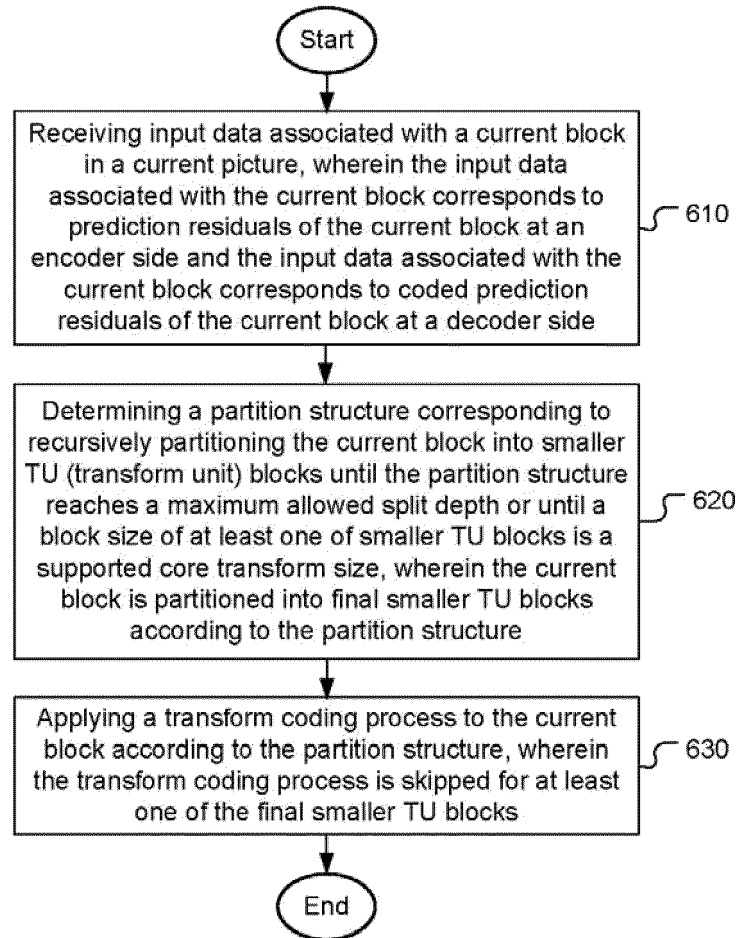 Start
Receiving input data associated with a current block
in a current picture, wherein the input data
associated with the current block corresponds to
prediction residuals of the current block at an
encoder side and the input data associated with the
current block corresponds to coded prediction
residuals of the current block at a decoder side
610
Determining a partition structure corresponding to
recursively partitioning the current block into smaller
TU (transform unit) blocks until the partition structure
reaches a maximum allowed split depth or until a
block size of at least one of smaller TU blocks is a
supported core transform size, wherein the current
block is partitioned into final smaller TU blocks
according to the partition structure
620
Applying a transform coding process to the current
block according to the partition structure, wherein
the transform coding process is skipped for at least
one of the final smaller TU blocks
630
End